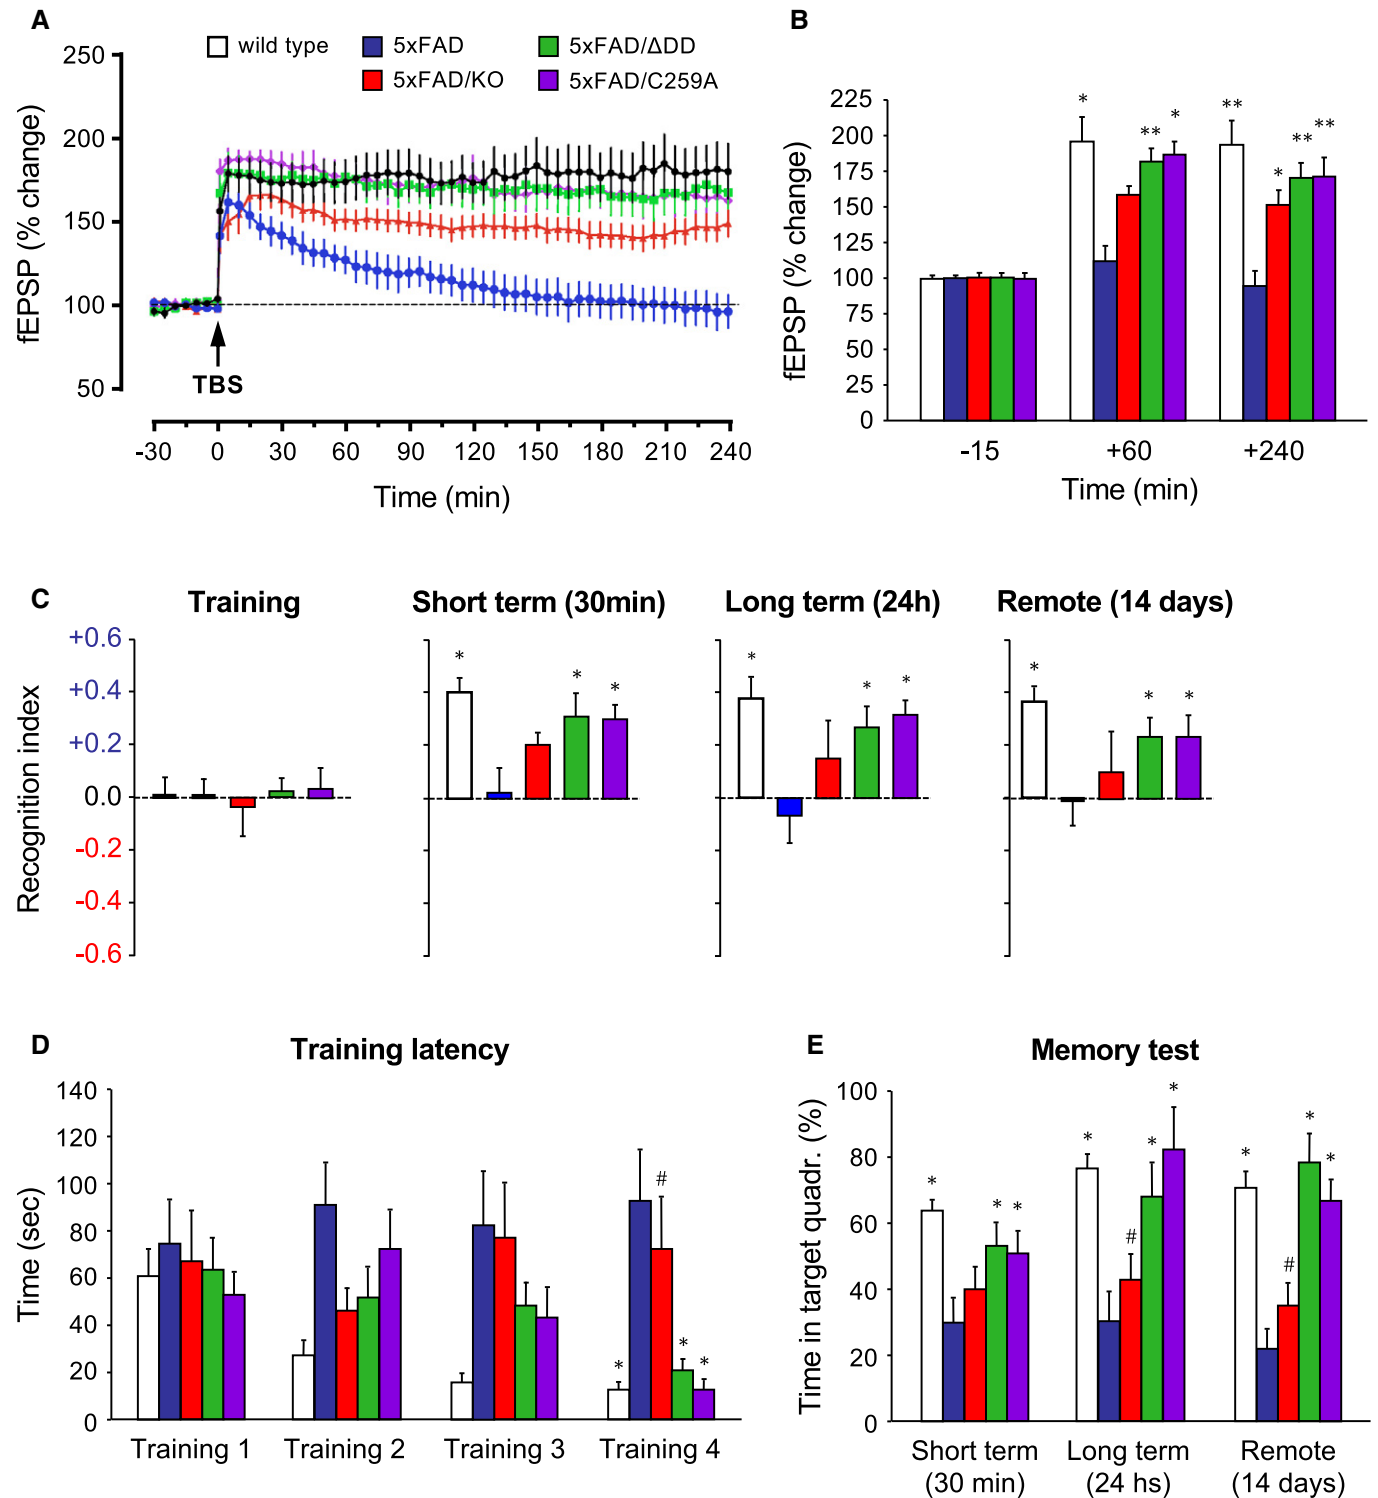 A
wild type
5xFAD
5xFAD/ΔDD
5xFAD/KO
5xFAD/C259A
fEPSP (% change)
250
200
150
100
50
TBS
-30 0 30 60 90 120 150 180 210 240
Time (min)
B
fEPSP (% change)
225
200
175
150
125
100
75
50
25
0
* ** * ** * ** **
-15 +60 +240
Time (min)
C
Training
Short term (30min)
Long term (24h)
Remote (14 days)
Recognition index
+0.6
+0.4
+0.2
0.0
-0.2
-0.4
-0.6
* * *
* * *
* * *
D
Training latency
Time (sec)
140
120
100
80
60
40
20
0
* # * *
Training 1 Training 2 Training 3 Training 4
E
Memory test
Time in target quadr. (%)
100
80
60
40
20
0
* * *
* # * *
* # * *
Short term Long term Remote
(30 min) (24 hs) (14 days)